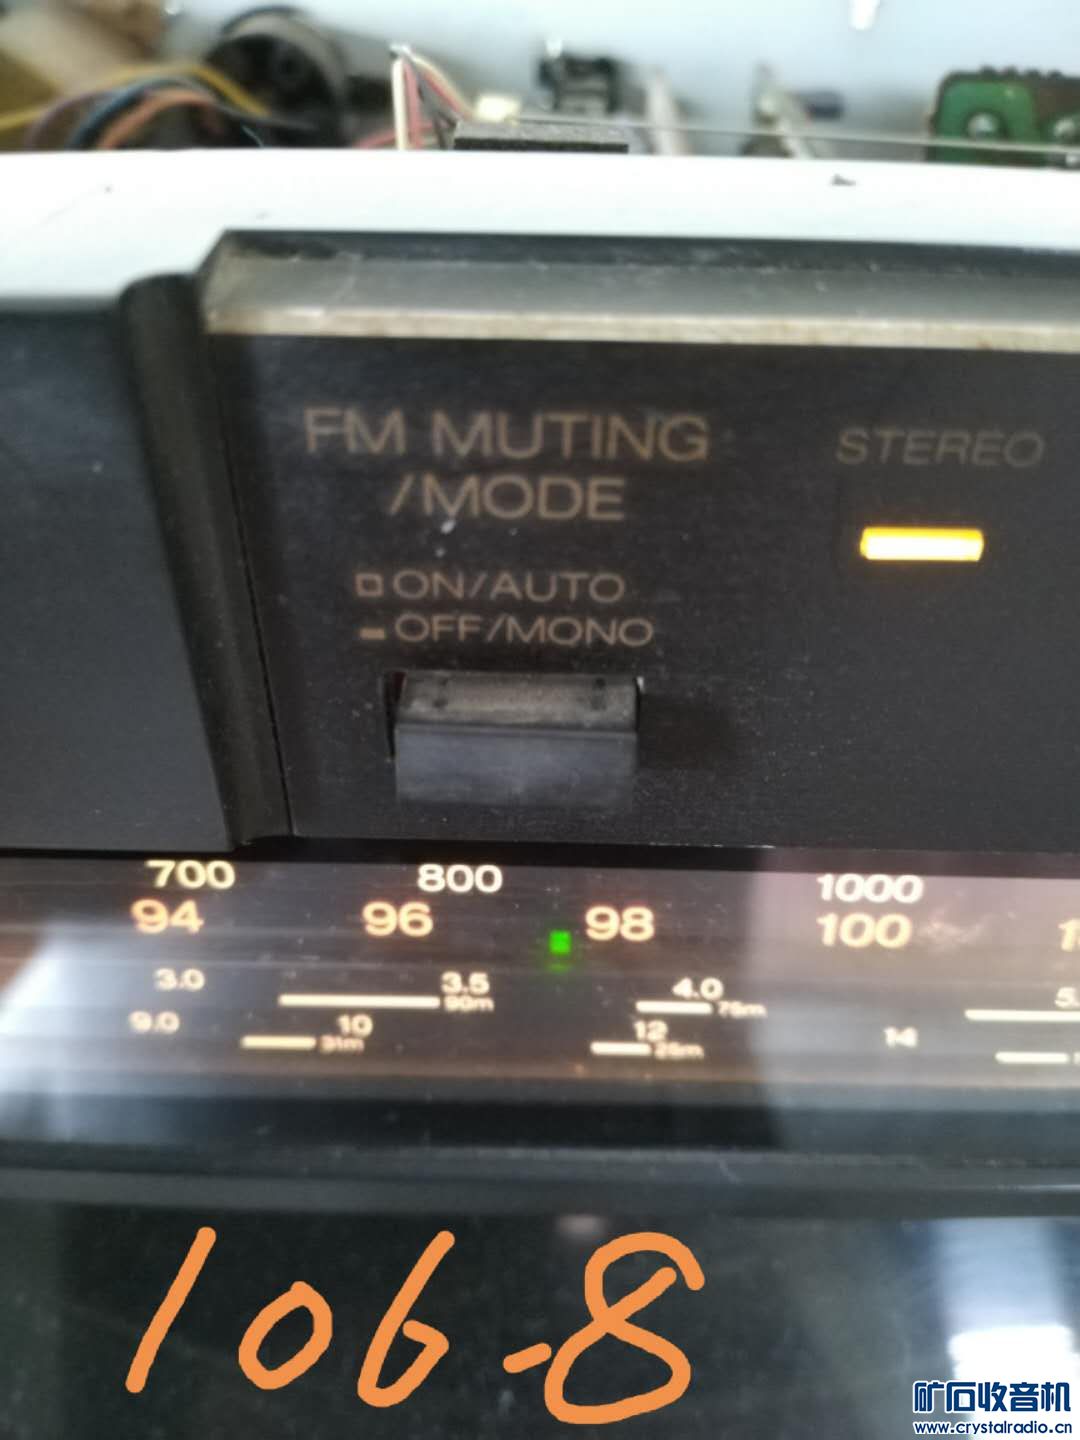 FM MUTING
/MODE
STEREO
ON/AUTO
OFF/MONO
700 800 1000
94 96 98 100
3.0 3.5 90m 4.0 75m
9.0 10 31m 12 25m 14
106-8
矿石收音机
www.crystalradio.cn